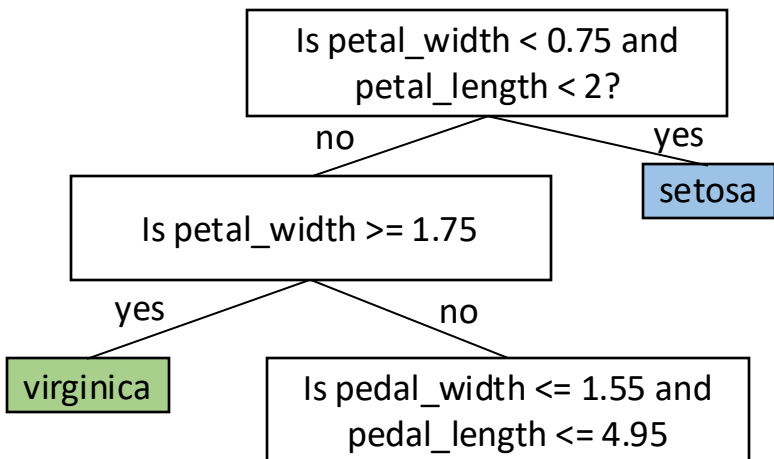 Is petal_width < 0.75 and
petal_length < 2?
no
yes
setosa
Is petal_width >= 1.75
yes
no
virginica
Is pedal_width <= 1.55 and
pedal_length <= 4.95